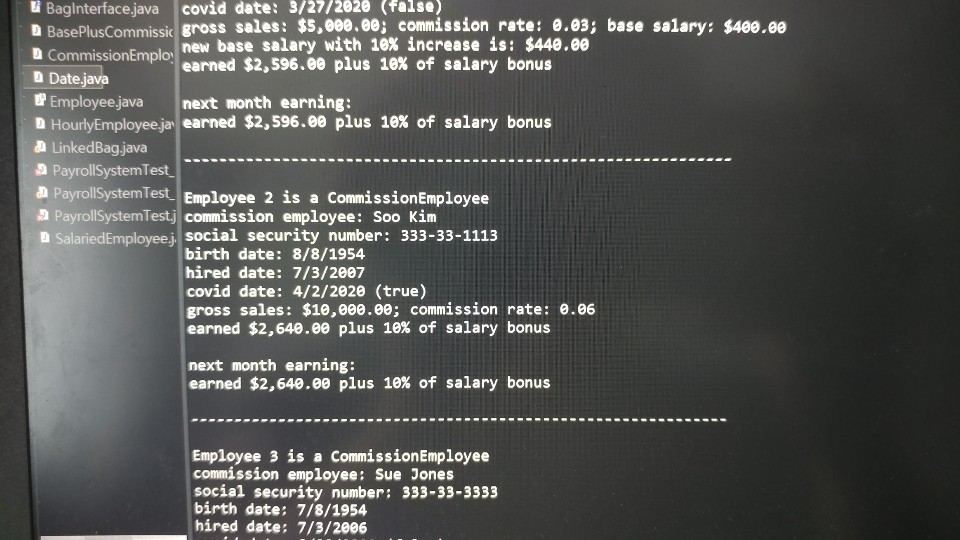 BagInterface.java
BasePlusCommissic
CommissionEmploy
Date.java
Employee.java
HourlyEmployee.jav
LinkedBag.java
PayrollSystemTest_
PayrollSystemTest_
PayrollSystemTest.j
SalariedEmployee.j
covid date: 3/27/2020 (false)
gross sales: $5,000.00; commission rate: 0.03; base salary: $400.00
new base salary with 10% increase is: $440.00
earned $2,596.00 plus 10% of salary bonus
next month earning:
earned $2,596.00 plus 10% of salary bonus
Employee 2 is a CommissionEmployee
commission employee: Soo Kim
social security number: 333-33-1113
birth date: 8/8/1954
hired date: 7/3/2007
covid date: 4/2/2020 (true)
gross sales: $10,000.00; commission rate: 0.06
earned $2,640.00 plus 10% of salary bonus
next month earning:
earned $2,640.00 plus 10% of salary bonus
Employee 3 is a CommissionEmployee
commission employee: Sue Jones
social security number: 333-33-3333
birth date: 7/8/1954
hired date: 7/3/2006